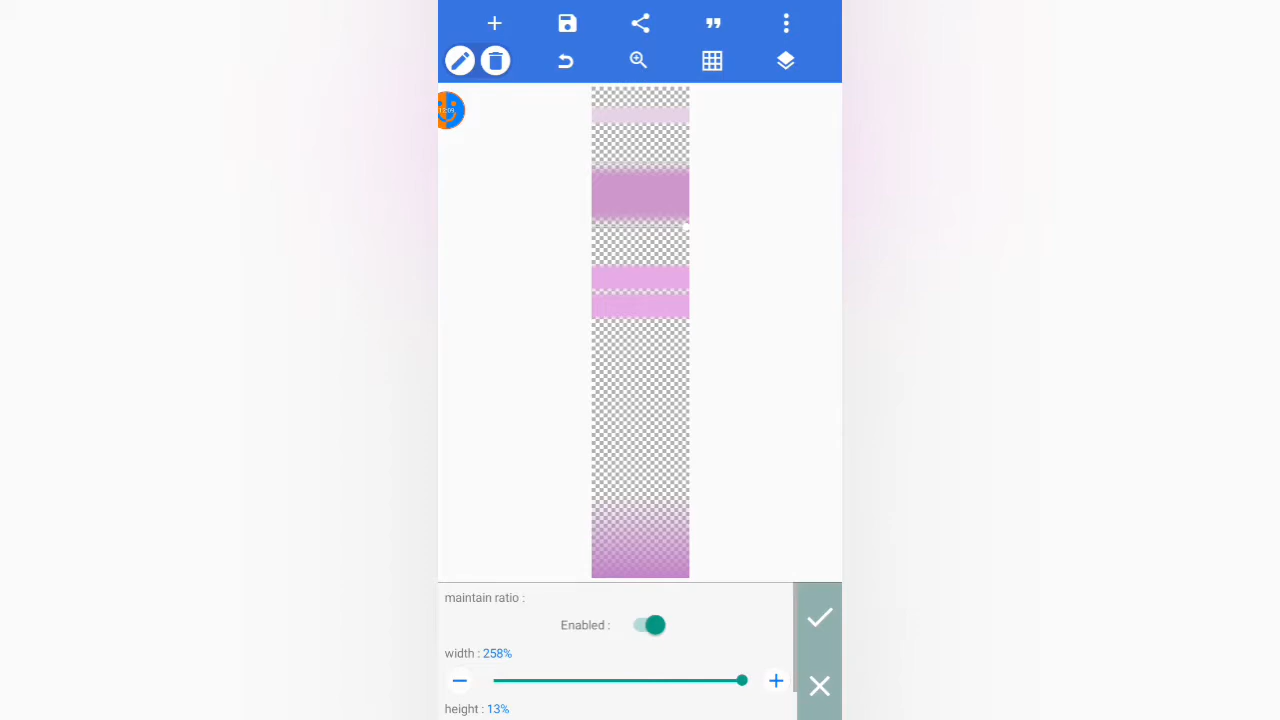 maintain ratio :
Enabled :
width : 258%
height : 13%